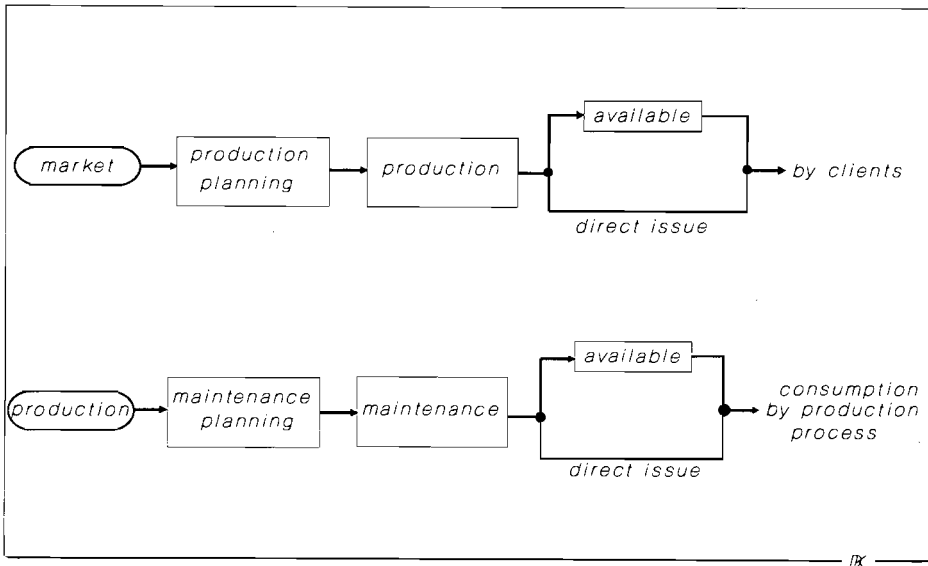 available
market
production
planning
production
by clients
direct issue
available
production
maintenance
planning
maintenance
consumption
by production
process
direct issue